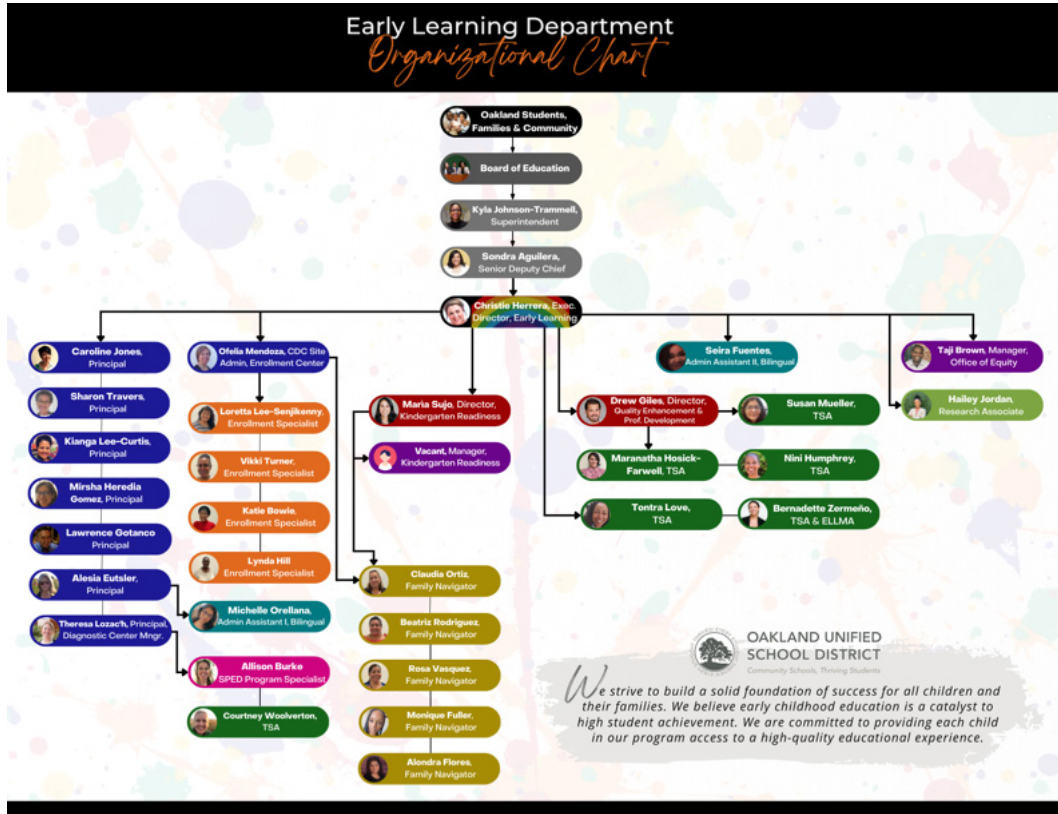 Early Learning Department
Organizational Chart
Oakland Students,
Families & Community
Board of Education
Kyla Johnson-Trammell,
Superintendent
Sondra Aguilera,
Senior Deputy Chief
Christie Herrera, Exec.
Director, Early Learning
Caroline Jones,
Principal
Sharon Travers,
Principal
Kianga Lee-Curtis,
Principal
Mirsha Heredia
Gomez, Principal
Lawrence Gotanco
Principal
Alesia Eutsler,
Principal
Theresa Lozac'h, Principal,
Diagnostic Center Mngr.
Ofelia Mendoza, CDC Site
Admin, Enrollment Center
Loretta Lee-Senjikenny,
Enrollment Specialist
Vikki Turner,
Enrollment Specialist
Katie Bowie,
Enrollment Specialist
Lynda Hill
Enrollment Specialist
Michelle Orellana,
Admin Assistant I, Bilingual
Allison Burke
SPED Program Specialist
Courtney Woolverton,
TSA
Maria Sujo, Director,
Kindergarten Readiness
Vacant, Manager,
Kindergarten Readiness
Claudia Ortiz,
Family Navigator
Beatriz Rodriguez,
Family Navigator
Rosa Vasquez,
Family Navigator
Monique Fuller,
Family Navigator
Alondra Flores,
Family Navigator
Seira Fuentes,
Admin Assistant II, Bilingual
Drew Giles, Director,
Quality Enhancement &
Prof. Development
Susan Mueller,
TSA
Maranatha Hosick-
Farwell, TSA
Nini Humphrey,
TSA
Tontra Love,
TSA
Bernadette Zermeño,
TSA & ELLMA
Taji Brown, Manager,
Office of Equity
Hailey Jordan,
Research Associate
OAKLAND UNIFIED
SCHOOL DISTRICT
Community Schools, Thriving Students
We strive to build a solid foundation of success for all children and
their families. We believe early childhood education is a catalyst to
high student achievement. We are committed to providing each child
in our program access to a high-quality educational experience.